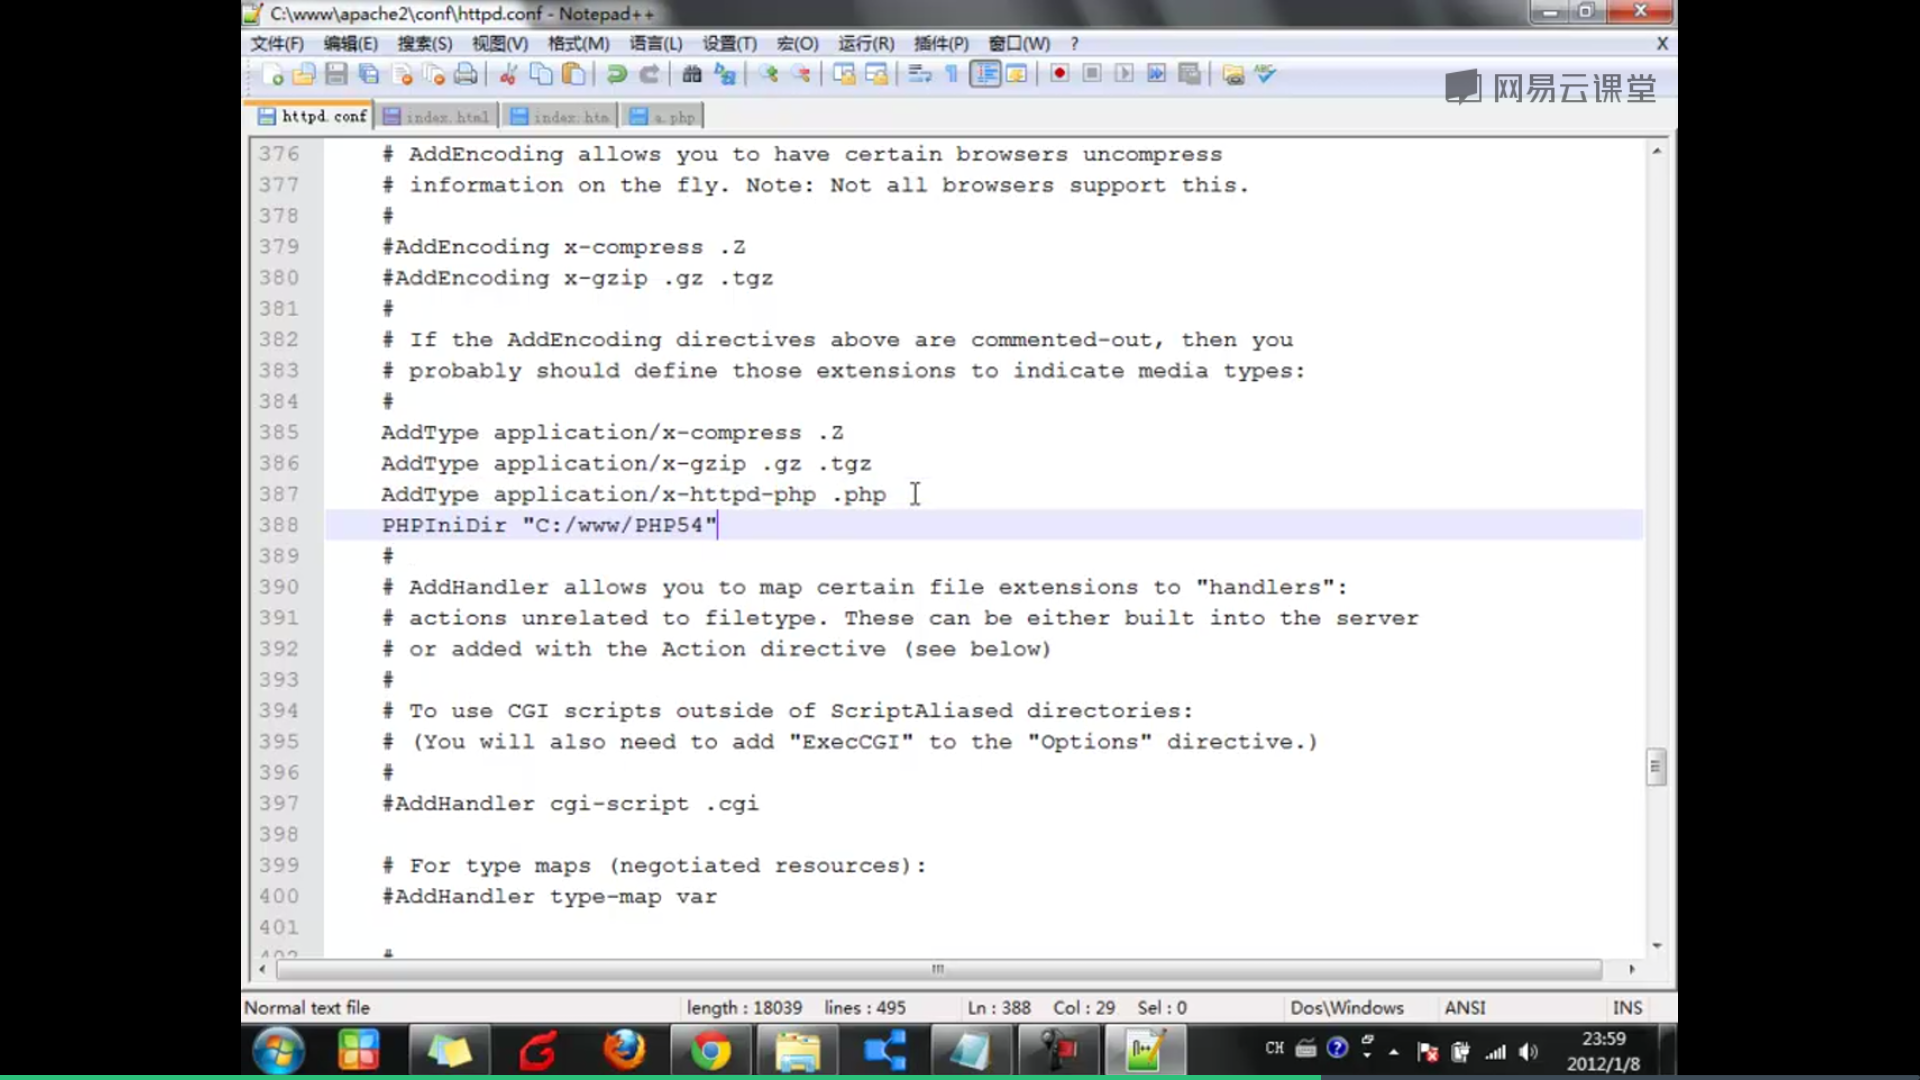 C:\www\apache2\conf\httpd.conf - Notepad++
文件(F) 编辑(E) 搜索(S) 视图(V) 格式(M) 语言(L) 设置(T) 宏(O) 运行(R) 插件(P) 窗口(W) ? X
网易云课堂
httpd.conf index.html index.htm a.php
376 # AddEncoding allows you to have certain browsers uncompress
377 # information on the fly. Note: Not all browsers support this.
378 #
379 #AddEncoding x-compress .Z
380 #AddEncoding x-gzip .gz .tgz
381 #
382 # If the AddEncoding directives above are commented-out, then you
383 # probably should define those extensions to indicate media types:
384 #
385 AddType application/x-compress .Z
386 AddType application/x-gzip .gz .tgz
387 AddType application/x-httpd-php .php
388 PHPIniDir "C:/www/PHP54"
389 #
390 # AddHandler allows you to map certain file extensions to "handlers":
391 # actions unrelated to filetype. These can be either built into the server
392 # or added with the Action directive (see below)
393 #
394 # To use CGI scripts outside of ScriptAliased directories:
395 # (You will also need to add "ExecCGI" to the "Options" directive.)
396 #
397 #AddHandler cgi-script .cgi
398
399 # For type maps (negotiated resources):
400 #AddHandler type-map var
401
402 #
Normal text file length : 18039 lines : 495 Ln : 388 Col : 29 Sel : 0 Dos\Windows ANSI INS
CH 23:59
2012/1/8